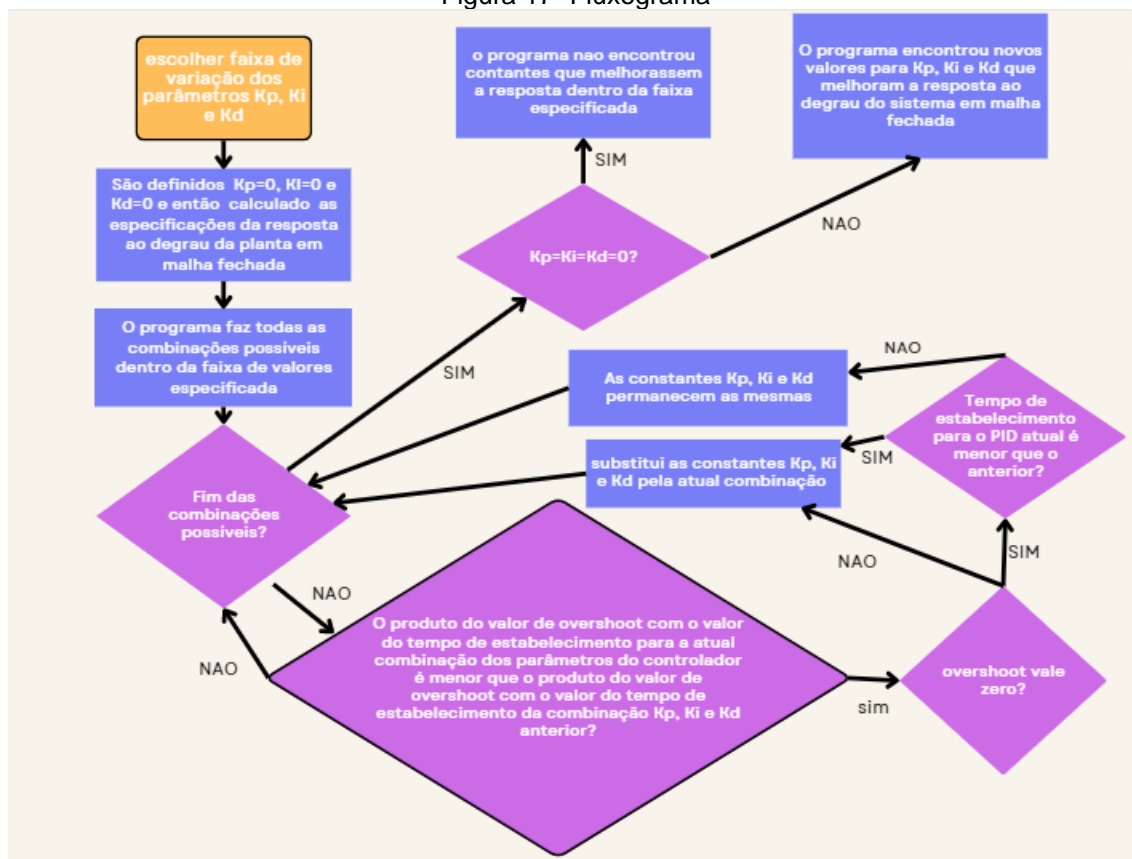 Figura 17- Fluxograma
escolher faixa de
variação dos
parâmetros Kp, Ki
e Kd
São definidos Kp=0, KI=0 e
Kd=0 e então calculado as
especificações da resposta
ao degrau da planta em
malha fechada
O programa faz todas as
combinações possiveis
dentro da faixa de valores
especificada
Fim das
combinações
possiveis?
SIM
NAO
NAO
Kp=Ki=Kd=0?
SIM
NAO
o programa nao encontrou
contantes que melhorassem
a resposta dentro da faixa
especificada
O programa encontrou novos
valores para Kp, Ki e Kd que
melhoram a resposta ao
degrau do sistema em malha
fechada
As constantes Kp, Ki e Kd
permanecem as mesmas
NAO
substitui as constantes Kp, Ki
e Kd pela atual combinação
SIM
NAO
Tempo de
estabelecimento
para o PID atual é
menor que o
anterior?
SIM
O produto do valor de overshoot com o valor
do tempo de estabelecimento para a atual
combinação dos parâmetros do controlador
é menor que o produto do valor de
overshoot com o valor do tempo de
estabelecimento da combinação Kp, Ki e Kd
anterior?
sim
overshoot vale
zero?